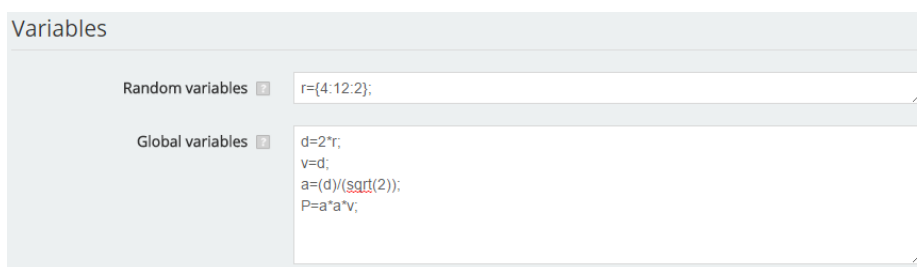 Variables
Random variables ?
r={4:12:2};
Global variables ?
d=2*r;
v=d;
a=(d)/(sqrt(2));
P=a*a*v;